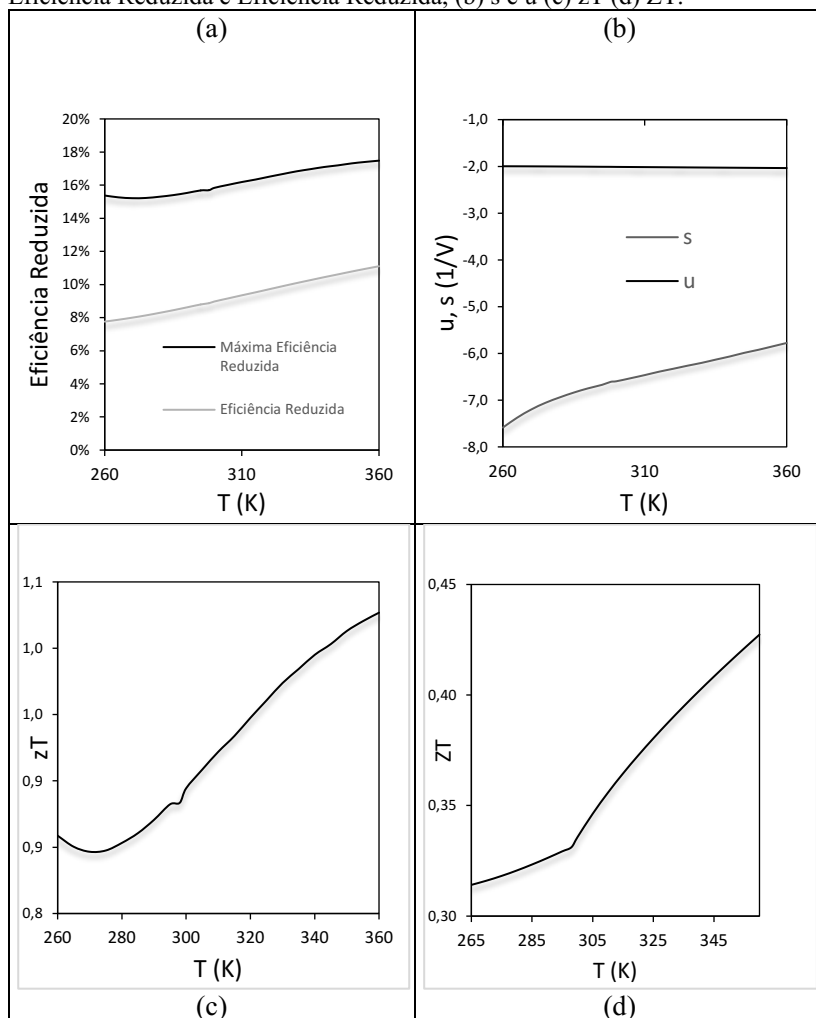 Eficiência Reduzida e Eficiência Reduzida; (b) s e u (c) zT (d) ZT.
(a)
20%
18%
16%
14%
12%
10%
8%
6%
4%
2%
0%
Eficiência Reduzida
Máxima Eficiência
Reduzida
Eficiência Reduzida
260
310
360
T (K)
(b)
-1,0
-2,0
-3,0
-4,0
-5,0
-6,0
-7,0
-8,0
u, s (1/V)
s
u
260
310
360
T (K)
1,1
1,0
1,0
0,9
0,9
0,8
zT
260
280
300
320
340
360
T (K)
(c)
0,45
0,40
0,35
0,30
ZT
265
285
305
325
345
T (K)
(d)